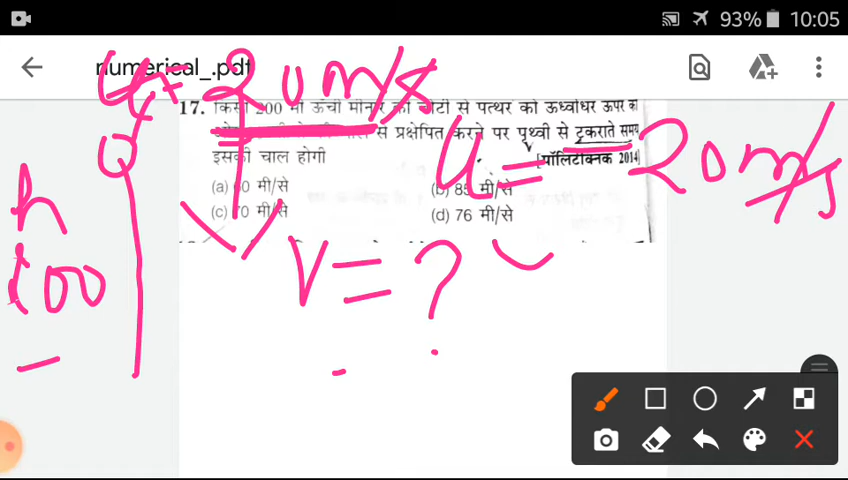 93% 10:05
numerical_.pdf
u = 20 m/s
17. किसी 200 मी ऊंची मीनार की चोटी से पत्थर को ऊर्ध्वाधर ऊपर की
से प्रक्षेपित करने पर पृथ्वी से टकराते समय
इसकी चाल होगी [पॉलिटेक्निक 2014]
(a) 60 मी/से (b) 85 मी/से
(c) 70 मी/से (d) 76 मी/से
u = 20 m/s
h
v = ?